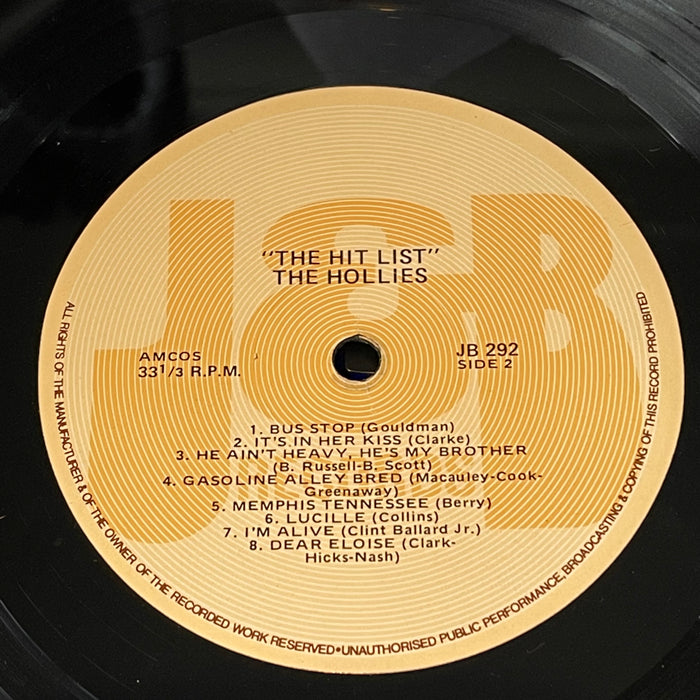 J&B
"THE HIT LIST"
THE HOLLIES
AMCOS
33 1/3 R.P.M.
JB 292
SIDE 2
1. BUS STOP (Gouldman)
2. IT'S IN HER KISS (Clarke)
3. HE AIN'T HEAVY, HE'S MY BROTHER
(B. Russell-B. Scott)
4. GASOLINE ALLEY BRED (Macauley-Cook-
Greenaway)
5. MEMPHIS TENNESSEE (Berry)
6. LUCILLE (Collins)
7. I'M ALIVE (Clint Ballard Jr.)
8. DEAR ELOISE (Clark-
Hicks-Nash)
ALL RIGHTS OF THE MANUFACTURER & OF THE OWNER OF THE RECORDED WORK RESERVED•UNAUTHORISED PUBLIC PERFORMANCE, BROADCASTING & COPYING OF THIS RECORD PROHIBITED